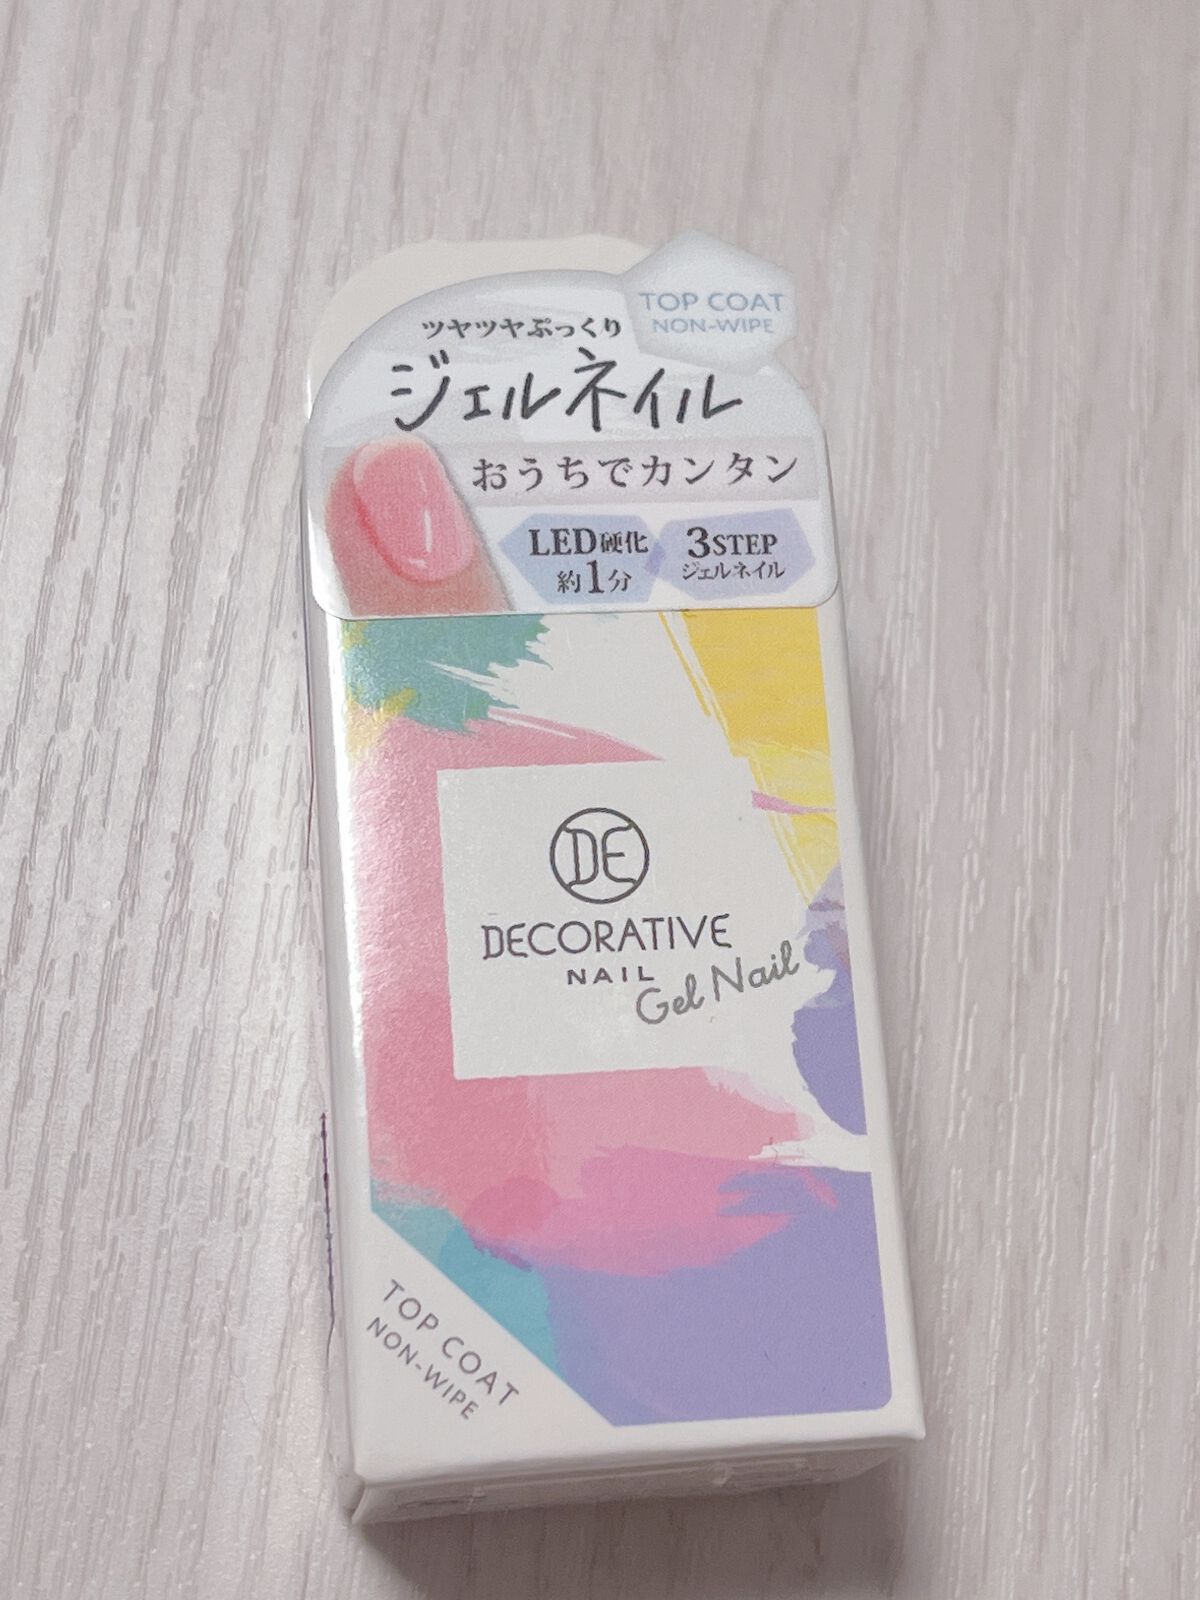 TOP COAT
NON-WIPE
ツヤツヤぷっくり
ジェルネイル
おうちでカンタン
LED硬化
約1分
3STEP
ジェルネイル
DE
DECORATIVE
NAIL
Gel Nail
TOP COAT
NON-WIPE